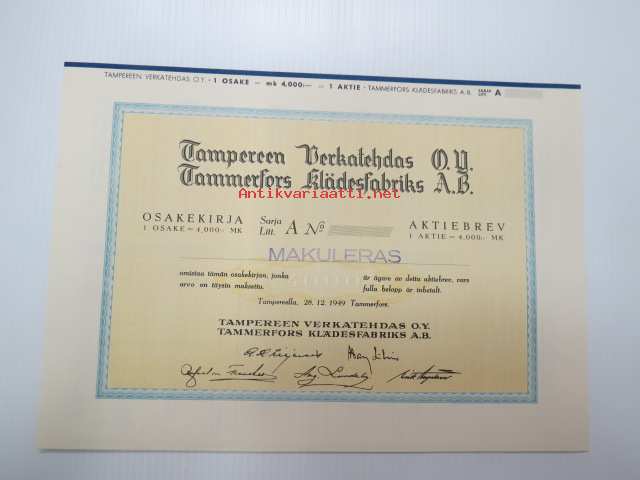 TAMPEREEN VERKATEHDAS O.Y. - 1 OSAKE — mk 4,000:— — 1 AKTIE - TAMMERFORS KLÄDESFABRIKS A.B. SARJA LITT. A
Tampereen Verkatehdas O.Y.
Tammerfors Klädesfabriks A.B.
Antikvariaatti.net
OSAKEKIRJA Sarja Litt. A No AKTIEBREV
1 OSAKE = 4,000:- MK 1 AKTIE = 4,000:- MK
MAKULERAS
omistaa tämän osakekirjan, jonka är ägare av detta aktiebrev, vars
arvo on täysin maksettu. fulla belopp är inbetalt.
Tampereella, 28. 12. 1949 Tammerfors.
TAMPEREEN VERKATEHDAS O.Y.
TAMMERFORS KLÄDESFABRIKS A.B.